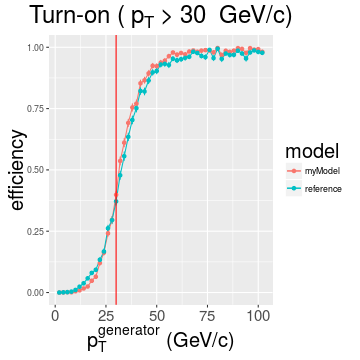 Turn-on ( pT > 30 GeV/c)
efficiency
1.00
0.75
0.50
0.25
0.00
0 25 50 75 100
pT generator (GeV/c)
model
myModel
reference